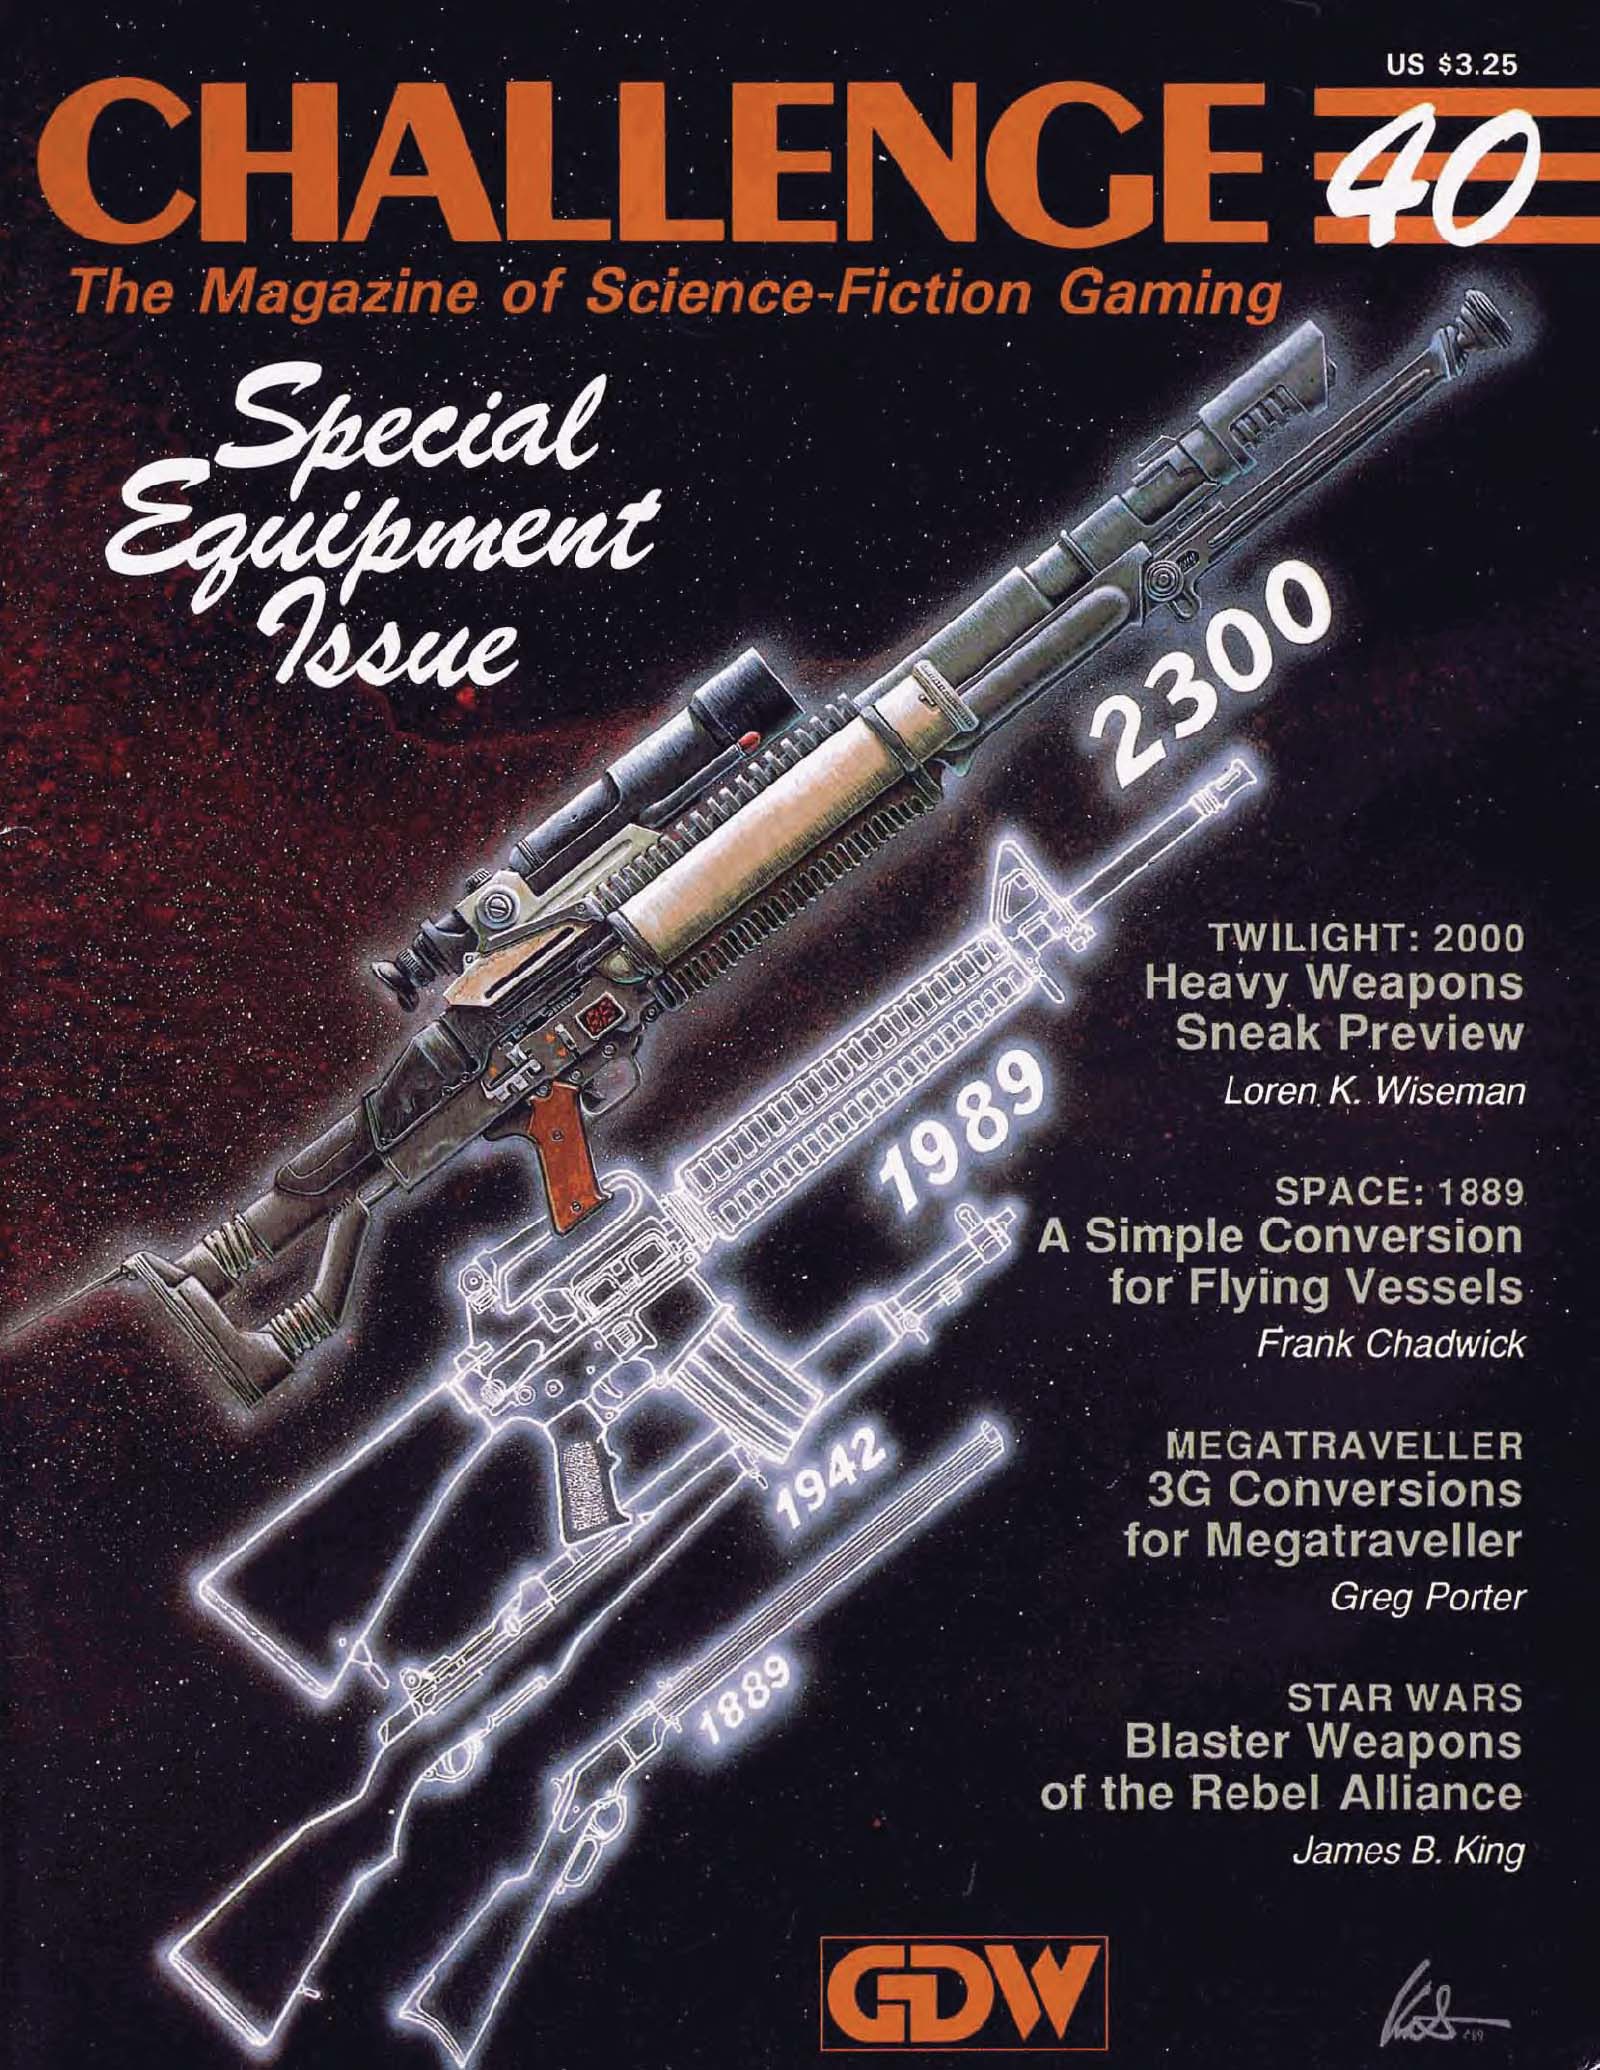 US $3.25
CHALLENGE 40
The Magazine of Science-Fiction Gaming
Special
Equipment
Issue
2300
1989
1942
1889
TWILIGHT: 2000
Heavy Weapons
Sneak Preview
Loren K. Wiseman
SPACE: 1889
A Simple Conversion
for Flying Vessels
Frank Chadwick
MEGATRAVELLER
3G Conversions
for Megatraveller
Greg Porter
STAR WARS
Blaster Weapons
of the Rebel Alliance
James B. King
GDW